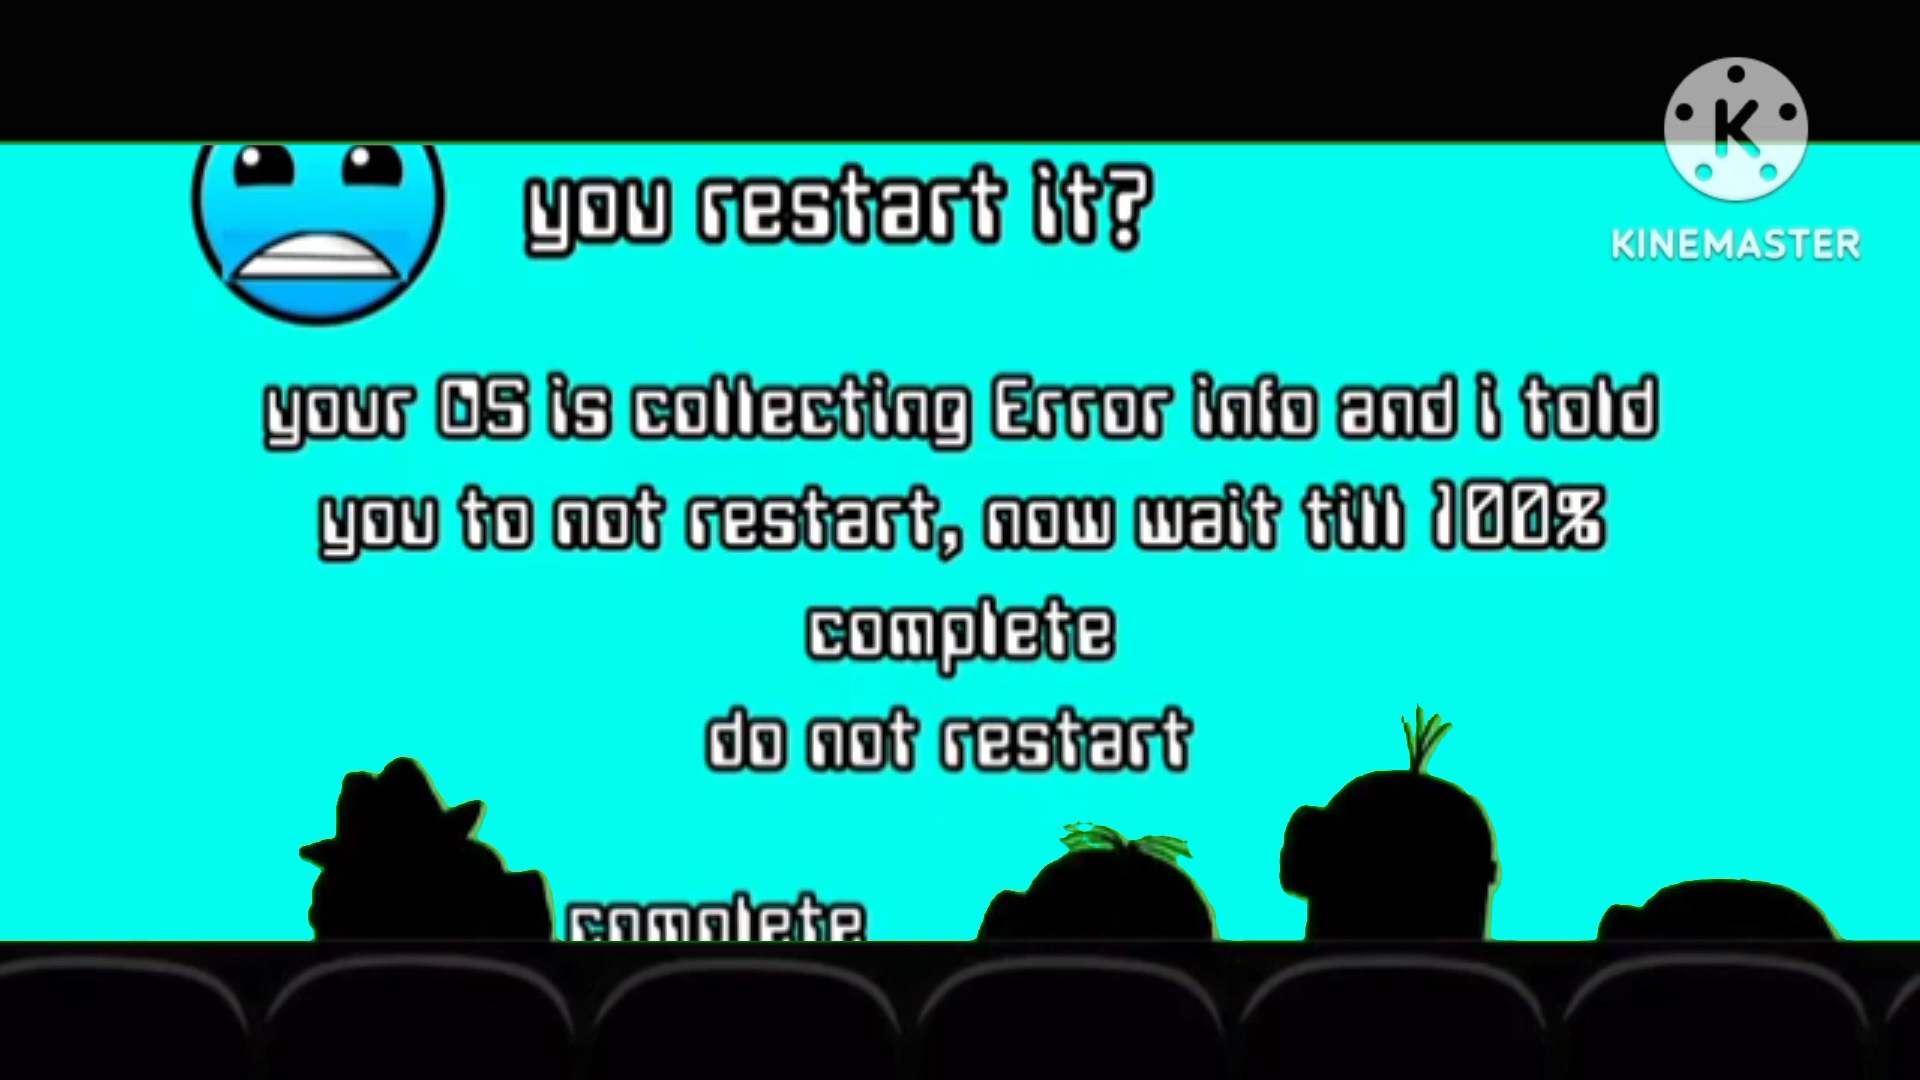 K
KINEMASTER
you restart it?
your OS is collecting Error info and i told
you to not restart, now wait till 100%
complete
do not restart
complete